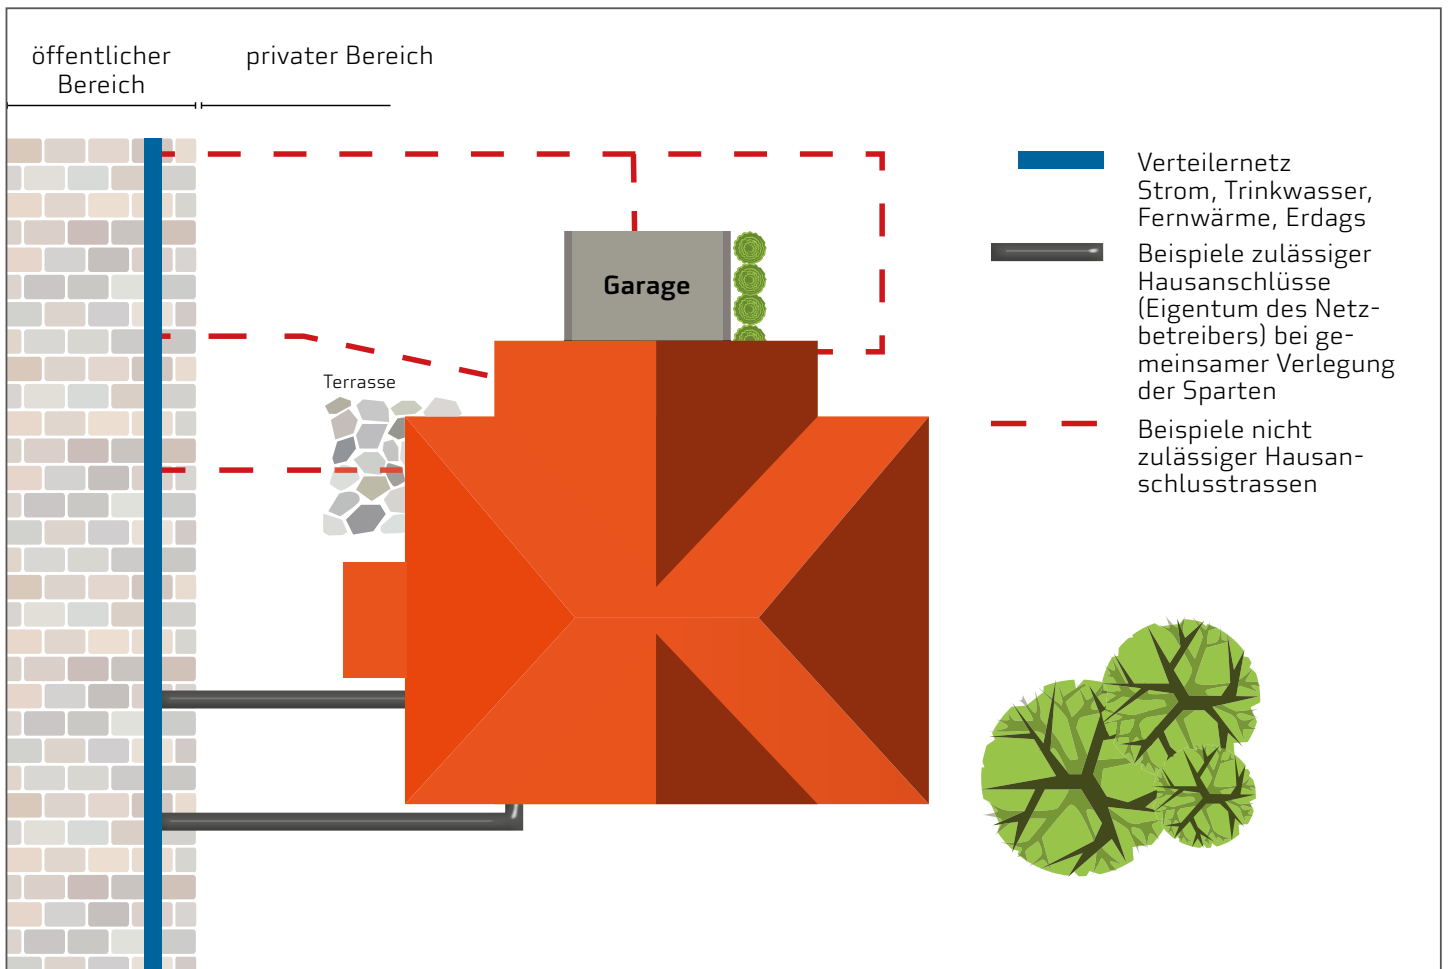 öffentlicher
Bereich
privater Bereich
Garage
Terrasse
Verteilernetz
Strom, Trinkwasser,
Fernwärme, Erdags
Beispiele zulässiger
Hausanschlüsse
(Eigentum des Netz-
betreibers) bei ge-
meinsamer Verlegung
der Sparten
Beispiele nicht
zulässiger Hausan-
schlusstrassen